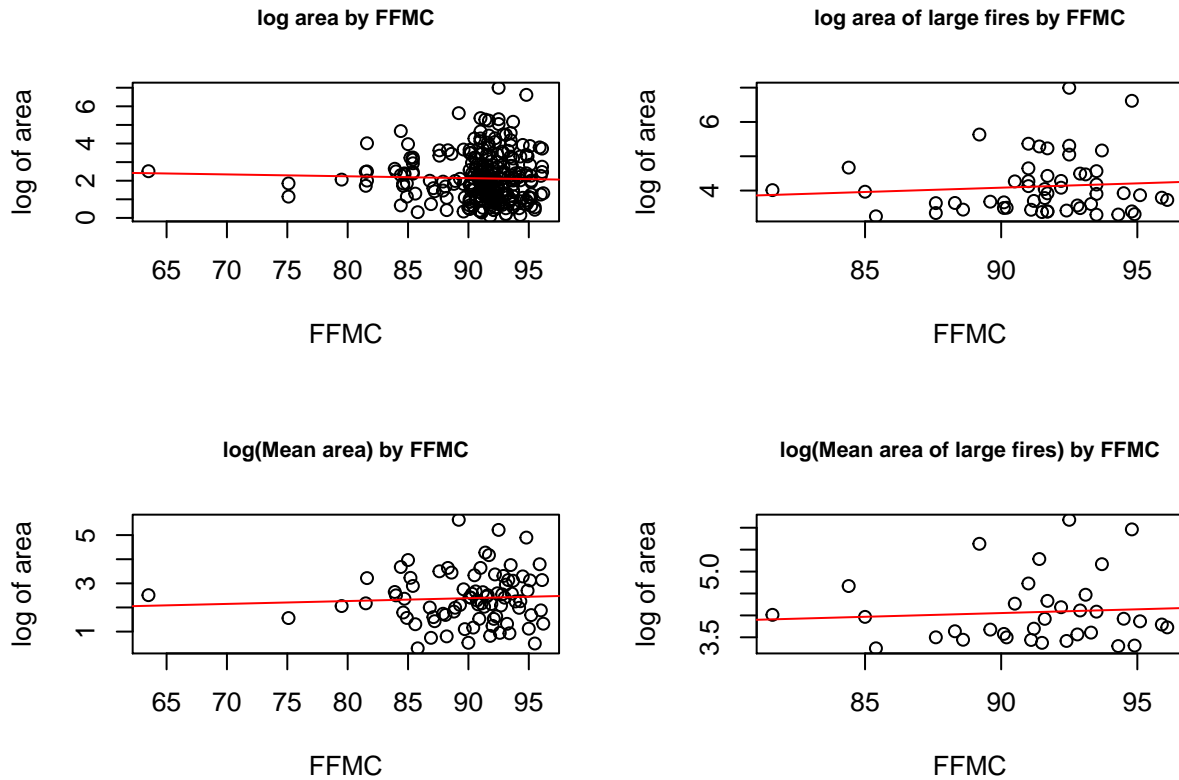 log area by FFMC
log of area
0 2 4 6
65 70 75 80 85 90 95
FFMC
log area of large fires by FFMC
log of area
4 6
85 90 95
FFMC
log(Mean area) by FFMC
log of area
1 3 5
65 70 75 80 85 90 95
FFMC
log(Mean area of large fires) by FFMC
log of area
3.5 5.0
85 90 95
FFMC